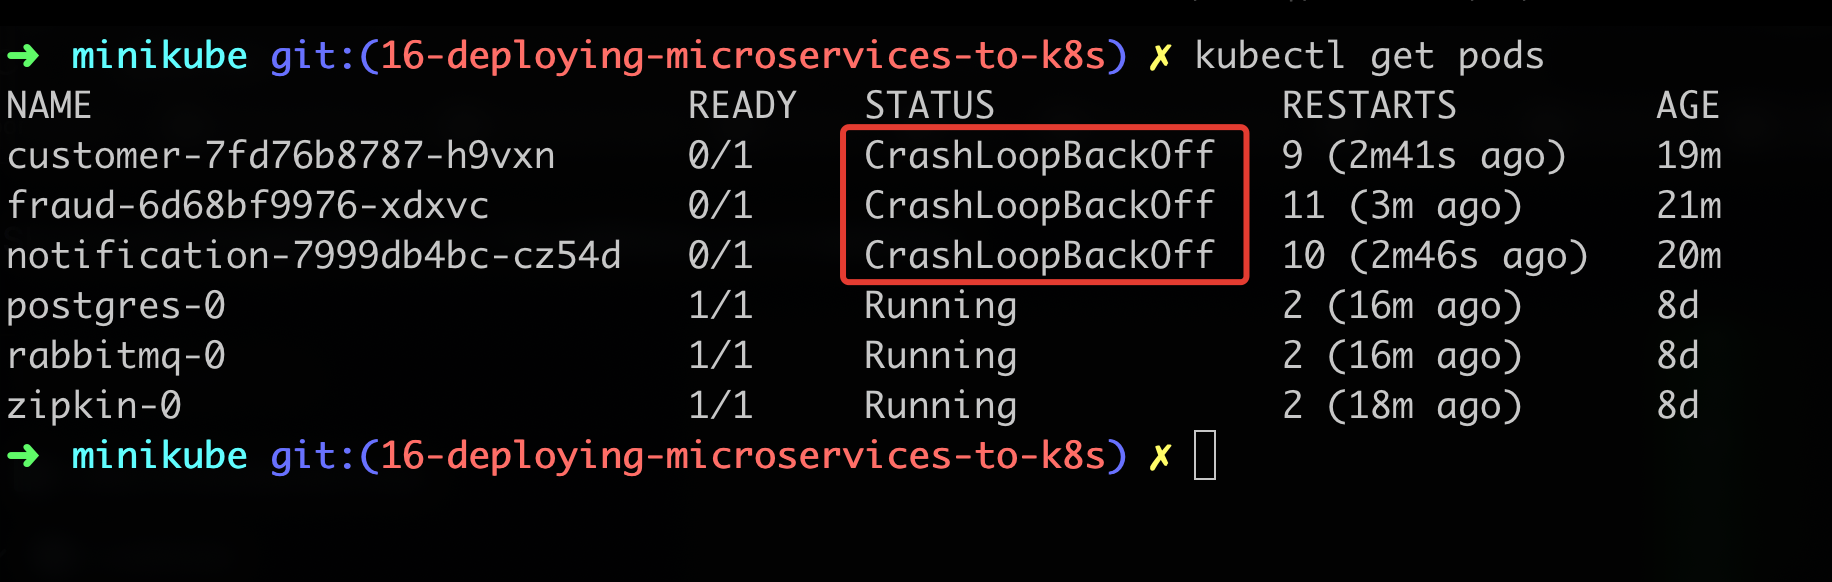 ➜ minikube git:(16-deploying-microservices-to-k8s) ✗ kubectl get pods
NAME READY STATUS RESTARTS AGE
customer-7fd76b8787-h9vxn 0/1 CrashLoopBackOff 9 (2m41s ago) 19m
fraud-6d68bf9976-xdxvc 0/1 CrashLoopBackOff 11 (3m ago) 21m
notification-7999db4bc-cz54d 0/1 CrashLoopBackOff 10 (2m46s ago) 20m
postgres-0 1/1 Running 2 (16m ago) 8d
rabbitmq-0 1/1 Running 2 (16m ago) 8d
zipkin-0 1/1 Running 2 (18m ago) 8d
➜ minikube git:(16-deploying-microservices-to-k8s) ✗